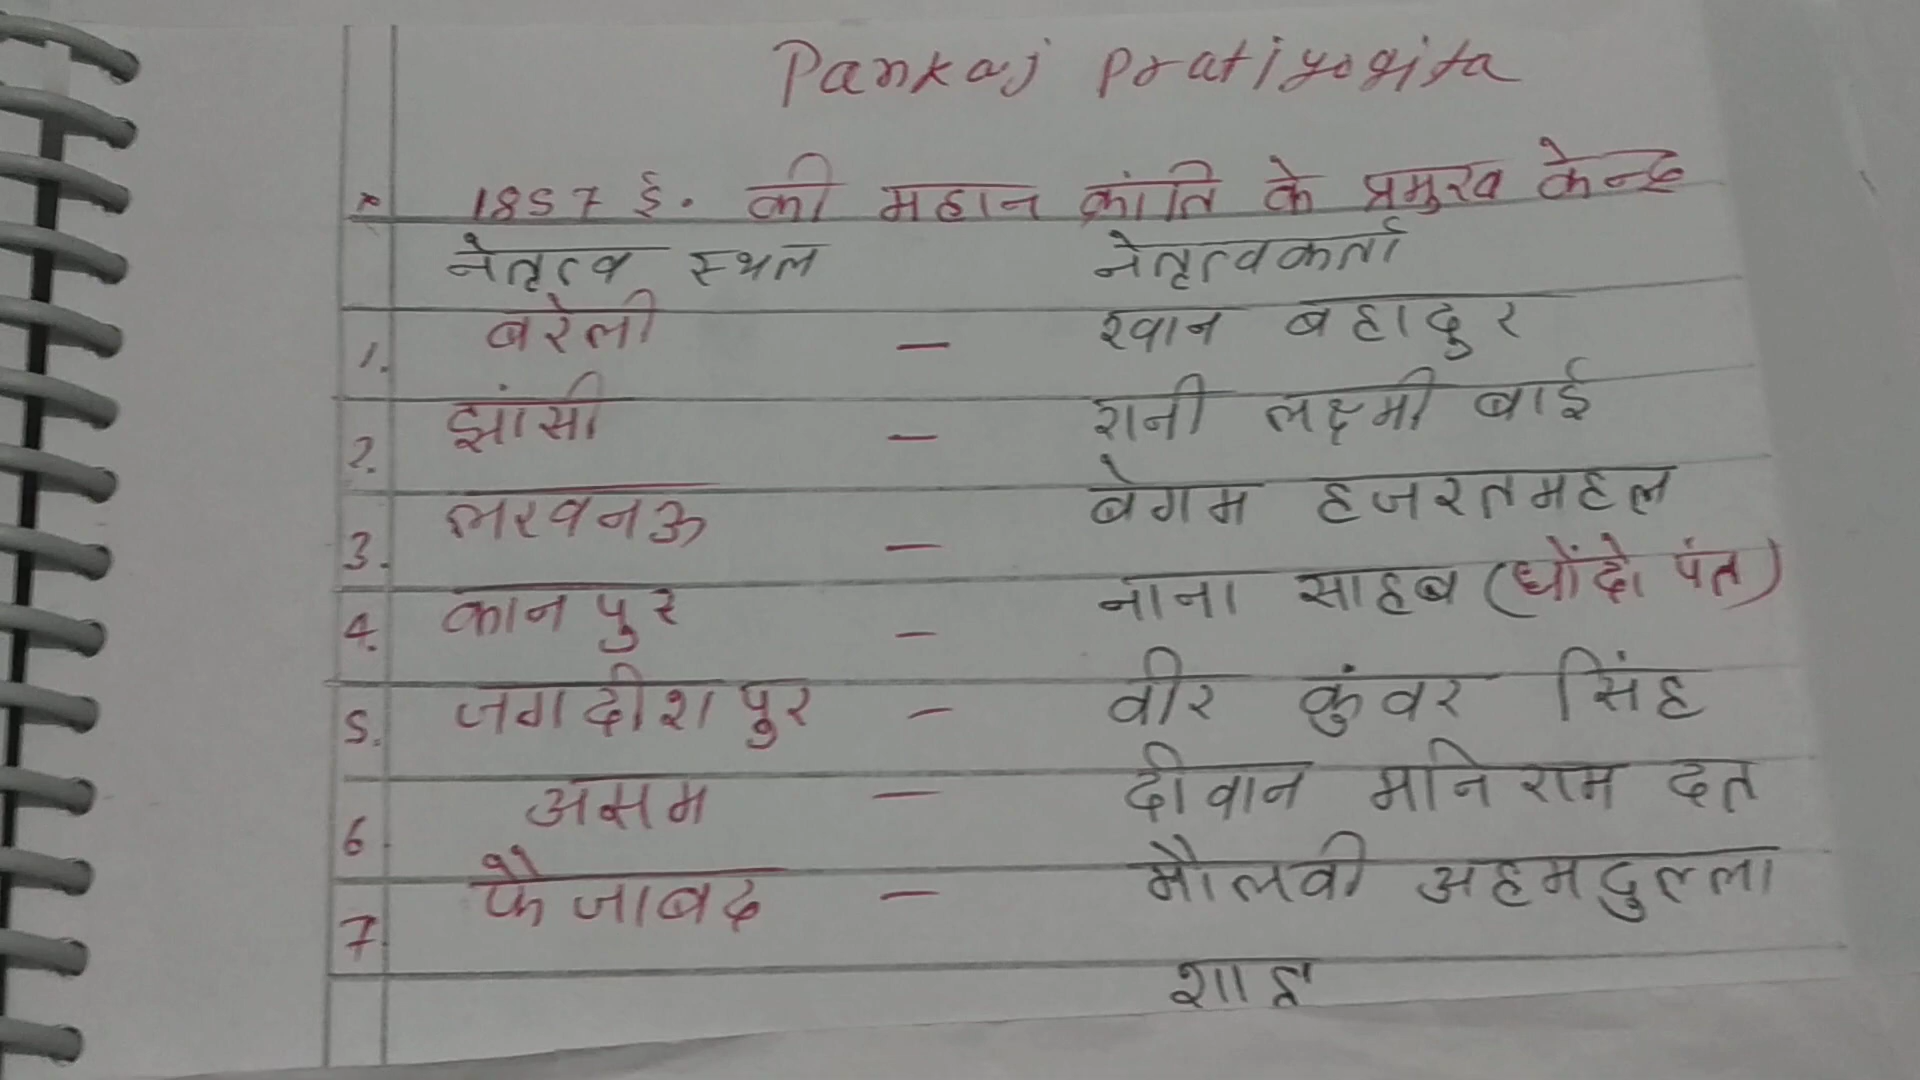 Pankaj Pratiyogita
* 1857 ई. की महान क्रांति के प्रमुख केन्द्र
नेतृत्व स्थल नेतृत्वकर्ता
1. बरेली - खान बहादुर
2. झांसी - रानी लक्ष्मी बाई
3. लखनऊ - बेगम हजरतमहल
4. कानपुर - नाना साहब (धोंदो पंत)
5. जगदीशपुर - वीर कुंवर सिंह
6 असम - दीवान मनिराम दत
7 फैजाबद - मौलवी अहमदुल्ला
शाह